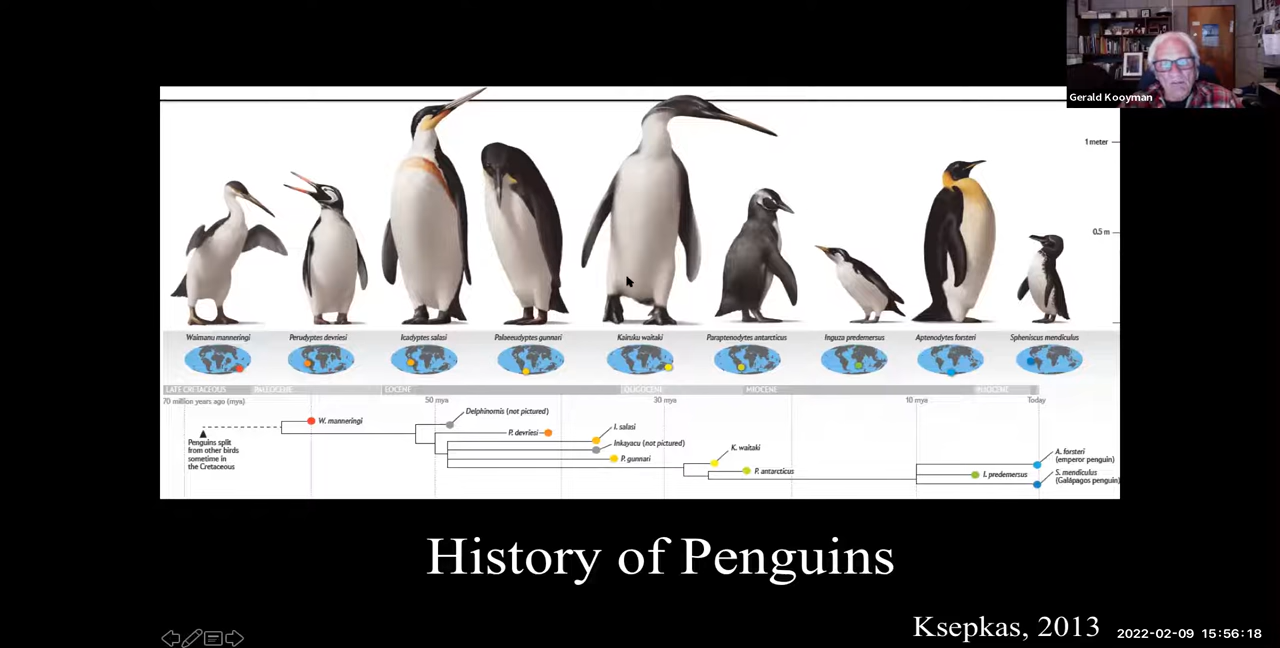 Gerald Kooyman
1 meter
0.5 m
Waimanu manneringi
Perudyptes devriesi
Icadyptes salasi
Palaeeudyptes gunnari
Kairuku waitaki
Paraptenodytes antarcticus
Inguza predemersus
Aptenodytes forsteri
Spheniscus mendiculus
LATE CRETACEOUS
PALEOCENE
EOCENE
OLIGOCENE
MIOCENE
PLIOCENE
70 million years ago (mya)
50 mya
30 mya
10 mya
Today
Penguins split
from other birds
sometime in
the Cretaceous
W. manneringi
Delphinornis (not pictured)
P. devriesi
I. salasi
Inkayacu (not pictured)
P. gunnari
K. waitaki
P. antarcticus
A. forsteri
(emperor penguin)
I. predemersus
S. mendiculus
(Galápagos penguin)
History of Penguins
Ksepkas, 2013
2022-02-09 15:56:18